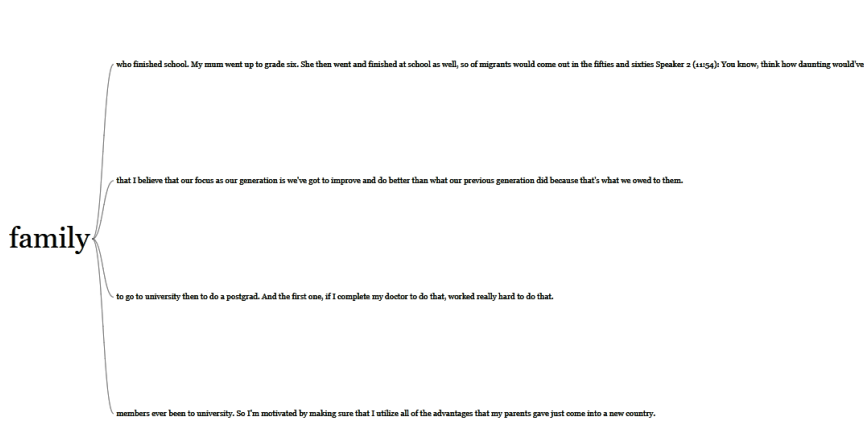 who finished school. My mum went up to grade six. She then went and finished at school as well, so of migrants would come out in the fifties and sixties Speaker 2 (11:54): You know, think how daunting would've
that I believe that our focus as our generation is we've got to improve and do better than what our previous generation did because that's what we owed to them.
family
to go to university then to do a postgrad. And the first one, if I complete my doctor to do that, worked really hard to do that.
members ever been to university. So I'm motivated by making sure that I utilize all of the advantages that my parents gave just come into a new country.